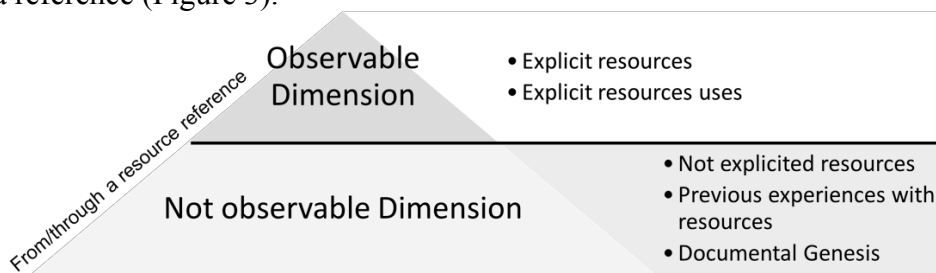 a reference (Figure 3).
Observable
Dimension
• Explicit resources
• Explicit resources uses
From/through a resource reference
Not observable Dimension
• Not explicited resources
• Previous experiences with
resources
• Documental Genesis